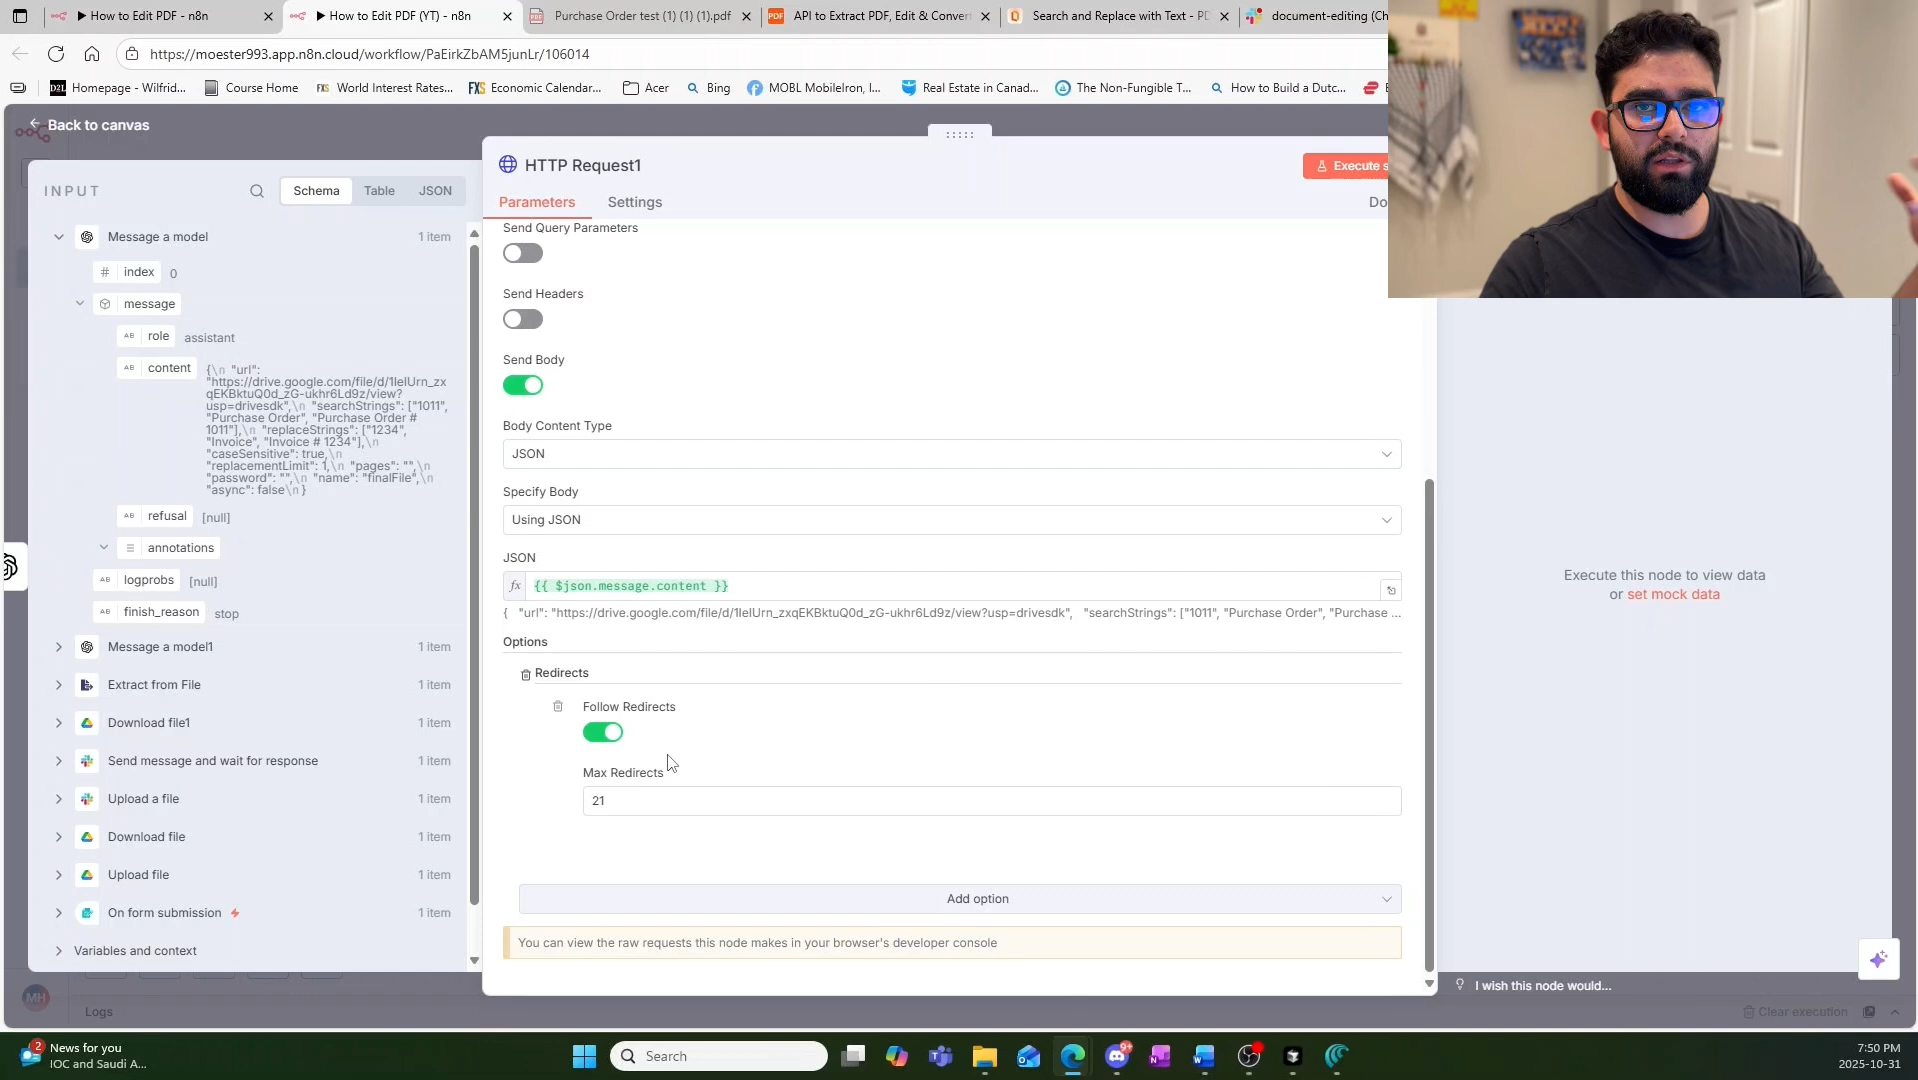 How to Edit PDF - n8n
How to Edit PDF (YT) - n8n
Purchase Order test (1) (1) (1).pdf
API to Extract PDF, Edit & Conver
Search and Replace with Text - PD
document-editing (Ch
https://moester993.app.n8n.cloud/workflow/PaEirkZbAM5junLr/106014
Homepage - Wilfrid...
Course Home
World Interest Rates...
Economic Calendar...
Acer
Bing
MOBL MobileIron, I...
Real Estate in Canad...
The Non-Fungible T...
How to Build a Dutc...
Back to canvas
INPUT
Schema
Table
JSON
Message a model
1 item
# index 0
message
AB role assistant
AB content {\n "url":
"https://drive.google.com/file/d/1IeIUrn_zx
qEKBktuQ0d_zG-ukhr6Ld9z/view?
usp=drivesdk",\n "searchStrings": ["1011",
"Purchase Order", "Purchase Order #
1011"],\n "replaceStrings": ["1234",
"Invoice", "Invoice # 1234"],\n
"caseSensitive": true,\n
"replacementLimit": 1,\n "pages": "",\n
"password": "",\n "name": "finalFile",\n
"async": false\n}
AB refusal [null]
annotations
AB logprobs [null]
AB finish_reason stop
Message a model1 1 item
Extract from File 1 item
Download file1 1 item
Send message and wait for response 1 item
Upload a file 1 item
Download file 1 item
Upload file 1 item
On form submission 1 item
Variables and context
HTTP Request1
Execute s
Parameters
Settings
Do
Send Query Parameters
Send Headers
Send Body
Body Content Type
JSON
Specify Body
Using JSON
JSON
fx {{ $json.message.content }}
{ "url": "https://drive.google.com/file/d/1IeIUrn_zxqEKBktuQ0d_zG-ukhr6Ld9z/view?usp=drivesdk", "searchStrings": ["1011", "Purchase Order", "Purchase ...
Options
Redirects
Follow Redirects
Max Redirects
21
Add option
You can view the raw requests this node makes in your browser's developer console
Execute this node to view data
or set mock data
I wish this node would...
MH
Logs
Clear execution
2
News for you
IOC and Saudi A...
Search
9+
7:50 PM
2025-10-31